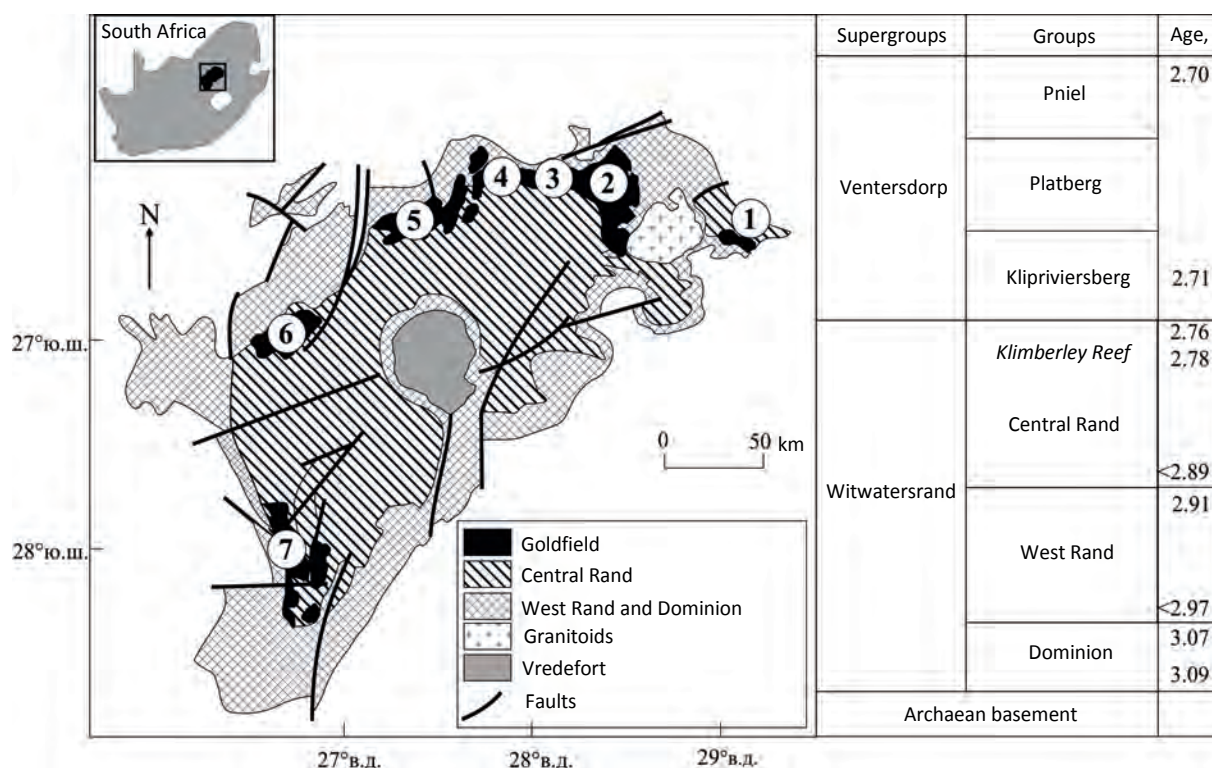 South Africa
N
1
2
3
4
5
6
7
27°ю.ш.
28°ю.ш.
27°в.д.
28°в.д.
29°в.д.
0 50 km
Goldfield
Central Rand
West Rand and Dominion
Granitoids
Vredefort
Faults
Supergroups Groups Age,
2.70
Pniel
Ventersdorp Platberg
Klipriviersberg 2.71
2.76
Klimberley Reef
2.78
Central Rand
<2.89
Witwatersrand
2.91
West Rand
<2.97
3.07
Dominion
3.09
Archaean basement